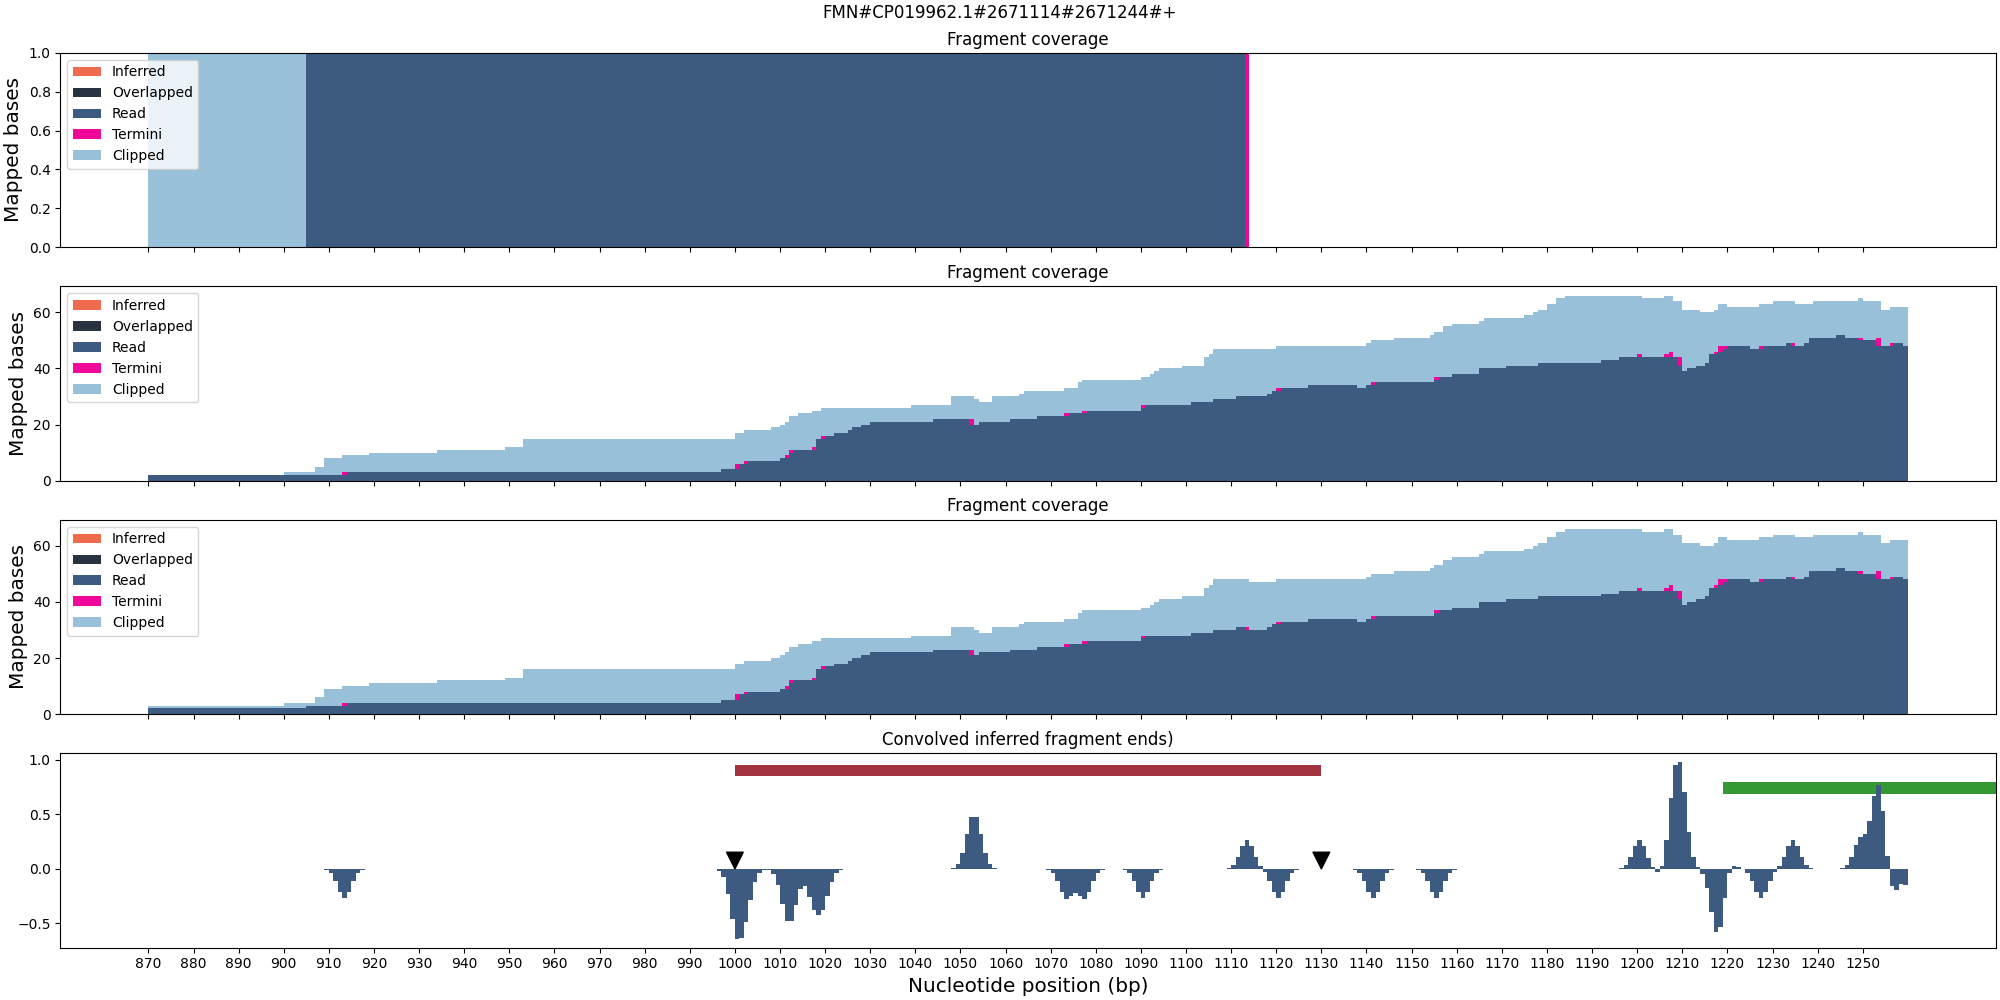 FMN#CP019962.1#2671114#2671244#+
Fragment coverage
Mapped bases
1.0
0.8
0.6
0.4
0.2
0.0
Inferred
Overlapped
Read
Termini
Clipped
Fragment coverage
Mapped bases
60
40
20
0
Inferred
Overlapped
Read
Termini
Clipped
Fragment coverage
Mapped bases
60
40
20
0
Inferred
Overlapped
Read
Termini
Clipped
Convolved inferred fragment ends)
1.0
0.5
0.0
−0.5
870 880 890 900 910 920 930 940 950 960 970 980 990 1000 1010 1020 1030 1040 1050 1060 1070 1080 1090 1100 1110 1120 1130 1140 1150 1160 1170 1180 1190 1200 1210 1220 1230 1240 1250
Nucleotide position (bp)